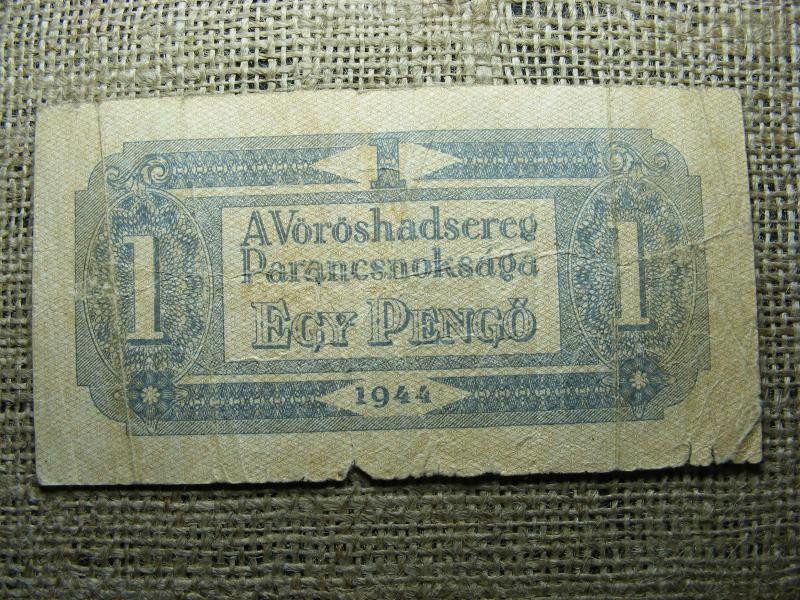 1
A Vöröshadsereg
Parancsnoksága
1 EGY PENGŐ 1
1944